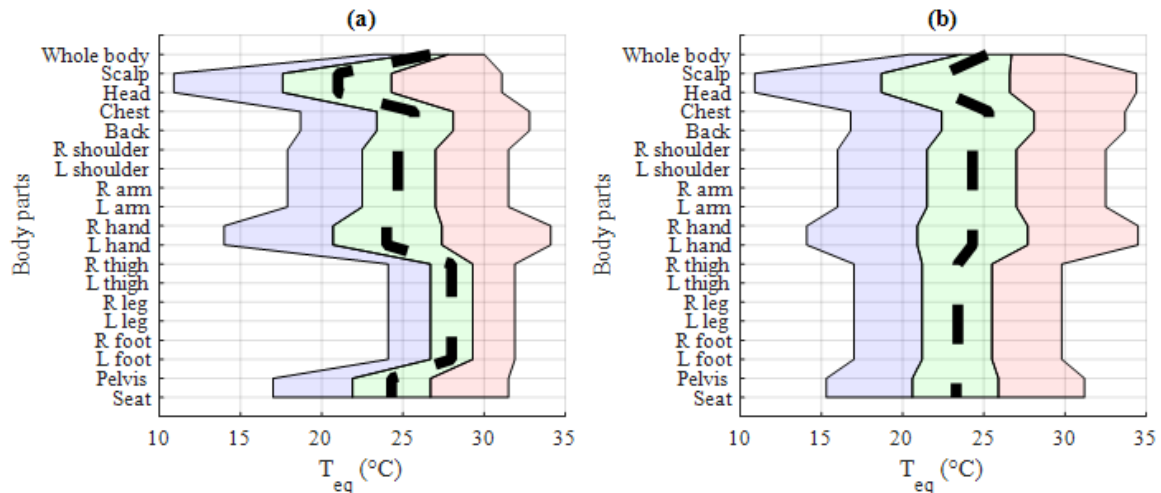 (a)
Body parts
Whole body
Scalp
Head
Chest
Back
R shoulder
L shoulder
R arm
L arm
R hand
L hand
R thigh
L thigh
R leg
L leg
R foot
L foot
Pelvis
Seat
10 15 20 25 30 35
T_eq (°C)
(b)
Body parts
Whole body
Scalp
Head
Chest
Back
R shoulder
L shoulder
R arm
L arm
R hand
L hand
R thigh
L thigh
R leg
L leg
R foot
L foot
Pelvis
Seat
10 15 20 25 30 35
T_eq (°C)